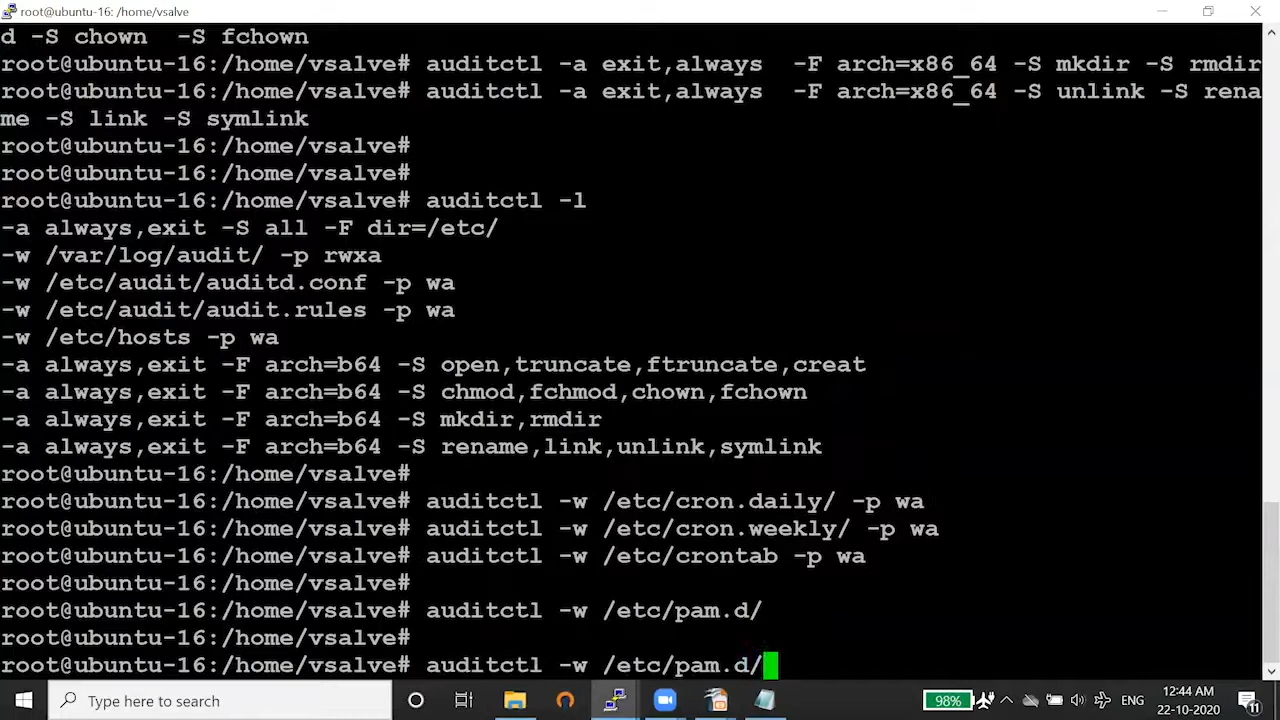 root@ubuntu-16: /home/vsalve
d -S chown  -S fchown
root@ubuntu-16:/home/vsalve# auditctl -a exit,always  -F arch=x86_64 -S mkdir -S rmdir
root@ubuntu-16:/home/vsalve# auditctl -a exit,always  -F arch=x86_64 -S unlink -S rena
me -S link -S symlink
root@ubuntu-16:/home/vsalve#
root@ubuntu-16:/home/vsalve#
root@ubuntu-16:/home/vsalve# auditctl -l
-a always,exit -S all -F dir=/etc/
-w /var/log/audit/ -p rwxa
-w /etc/audit/auditd.conf -p wa
-w /etc/audit/audit.rules -p wa
-w /etc/hosts -p wa
-a always,exit -F arch=b64 -S open,truncate,ftruncate,creat
-a always,exit -F arch=b64 -S chmod,fchmod,chown,fchown
-a always,exit -F arch=b64 -S mkdir,rmdir
-a always,exit -F arch=b64 -S rename,link,unlink,symlink
root@ubuntu-16:/home/vsalve#
root@ubuntu-16:/home/vsalve# auditctl -w /etc/cron.daily/ -p wa
root@ubuntu-16:/home/vsalve# auditctl -w /etc/cron.weekly/ -p wa
root@ubuntu-16:/home/vsalve# auditctl -w /etc/crontab -p wa
root@ubuntu-16:/home/vsalve#
root@ubuntu-16:/home/vsalve# auditctl -w /etc/pam.d/
root@ubuntu-16:/home/vsalve#
root@ubuntu-16:/home/vsalve# auditctl -w /etc/pam.d/
Type here to search
98%
ENG
12:44 AM
22-10-2020
11